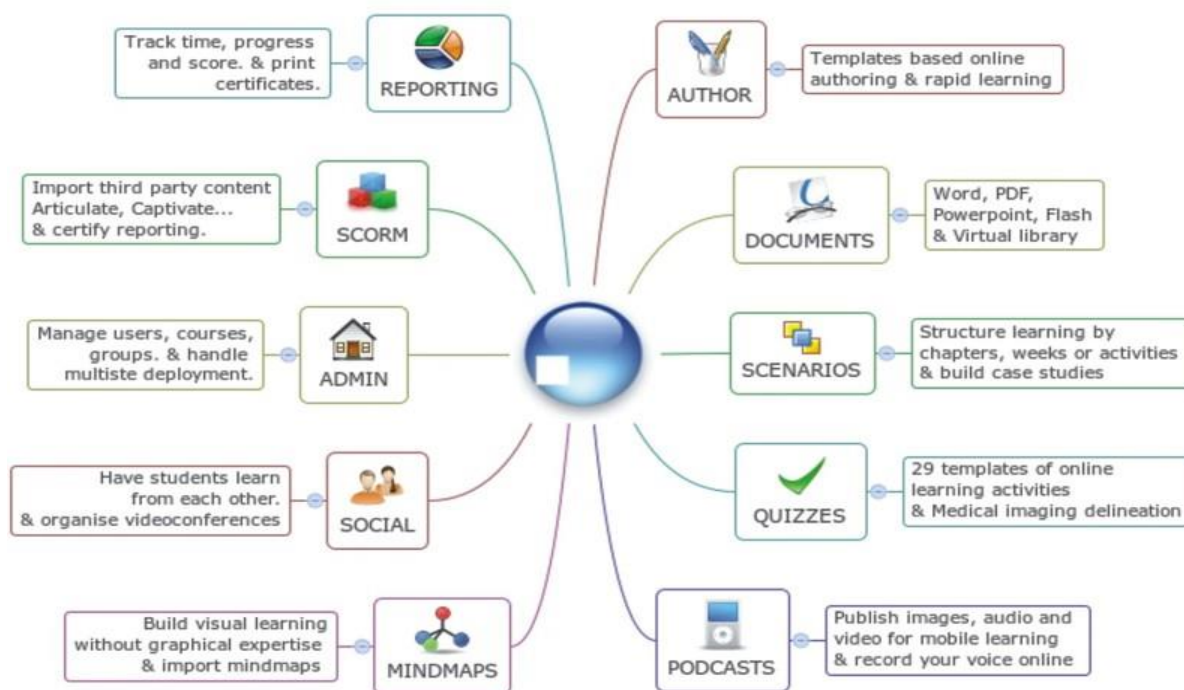 Track time, progress
and score. & print
certificates.
REPORTING
AUTHOR
Templates based online
authoring & rapid learning
Import third party content
Articulate, Captivate...
& certify reporting.
SCORM
DOCUMENTS
Word, PDF,
Powerpoint, Flash
& Virtual library
Manage users, courses,
groups. & handle
multiste deployment.
ADMIN
SCENARIOS
Structure learning by
chapters, weeks or activities
& build case studies
Have students learn
from each other.
& organise videoconferences
SOCIAL
QUIZZES
29 templates of online
learning activities
& Medical imaging delineation
Build visual learning
without graphical expertise
& import mindmaps
MINDMAPS
PODCASTS
Publish images, audio and
video for mobile learning
& record your voice online